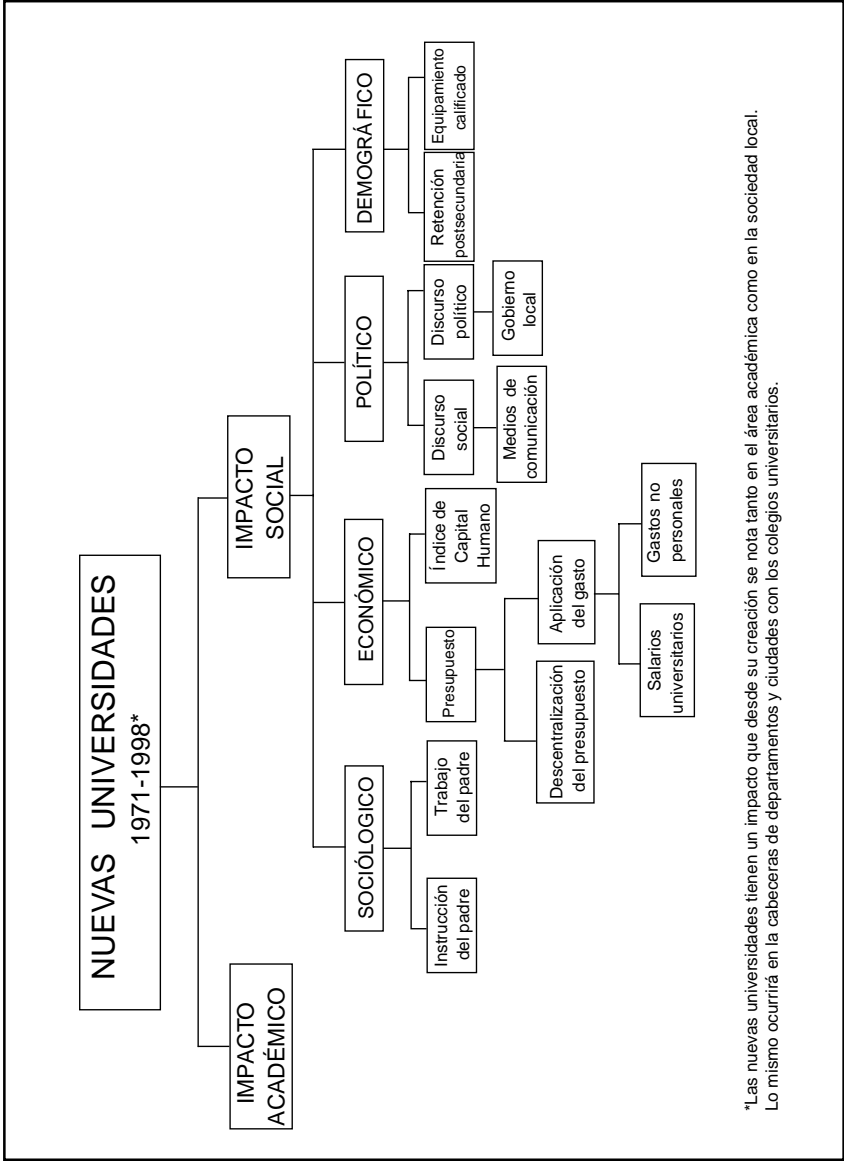 NUEVAS UNIVERSIDADES
1971-1998*
IMPACTO
ACADÉMICO
IMPACTO
SOCIAL
SOCIÓLOGICO
ECONÓMICO
POLÍTICO
DEMOGRÁFICO
Instrucción
del padre
Trabajo
del padre
Presupuesto
Índice de
Capital
Humano
Discurso
social
Discurso
político
Retención
postsecundaria
Equipamiento
calificado
Descentralización
del presupuesto
Aplicación
del gasto
Medios de
comunicación
Gobierno
local
Salarios
universitarios
Gastos no
personales
*Las nuevas universidades tienen un impacto que desde su creación se nota tanto en el área académica como en la sociedad local.
Lo mismo ocurrirá en la cabeceras de departamentos y ciudades con los colegios universitarios.